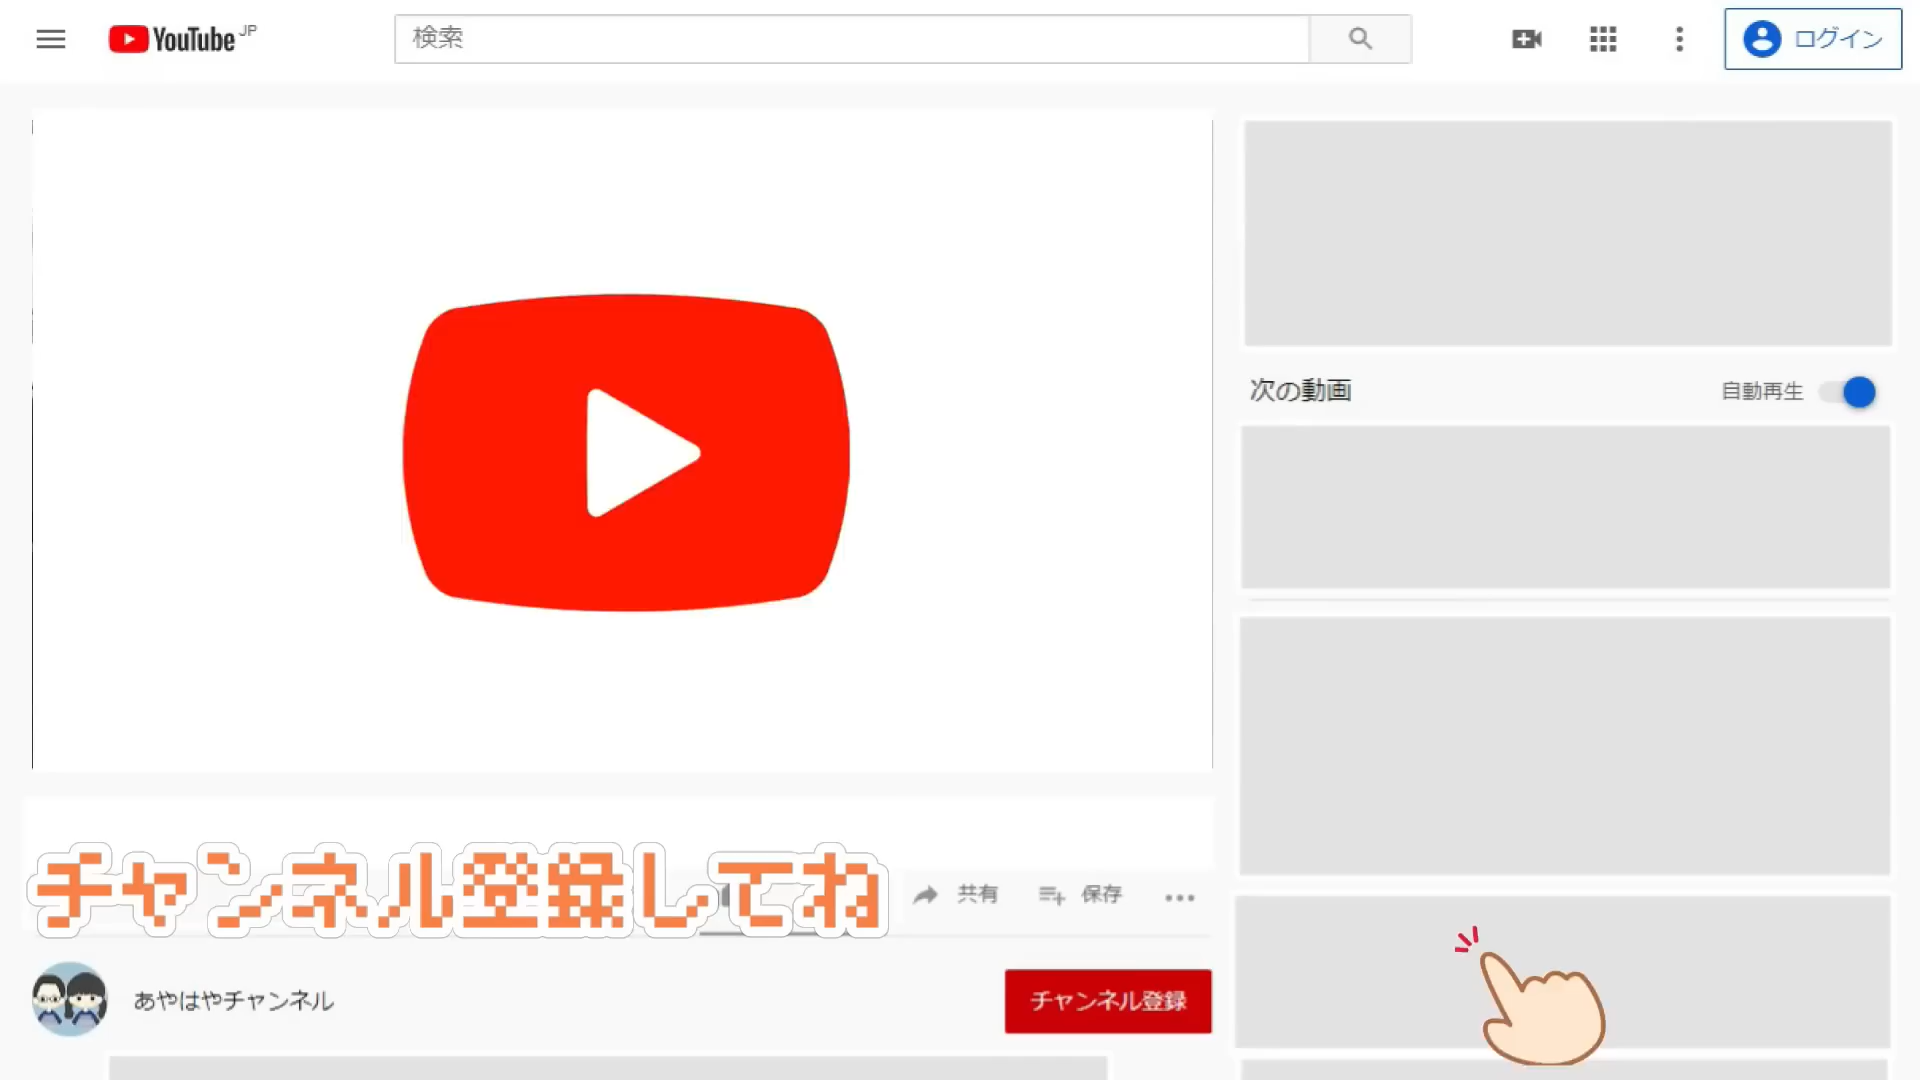 YouTube JP
検索
ログイン
次の動画
自動再生
チャンネル登録してね
共有
保存
あやはやチャンネル
チャンネル登録